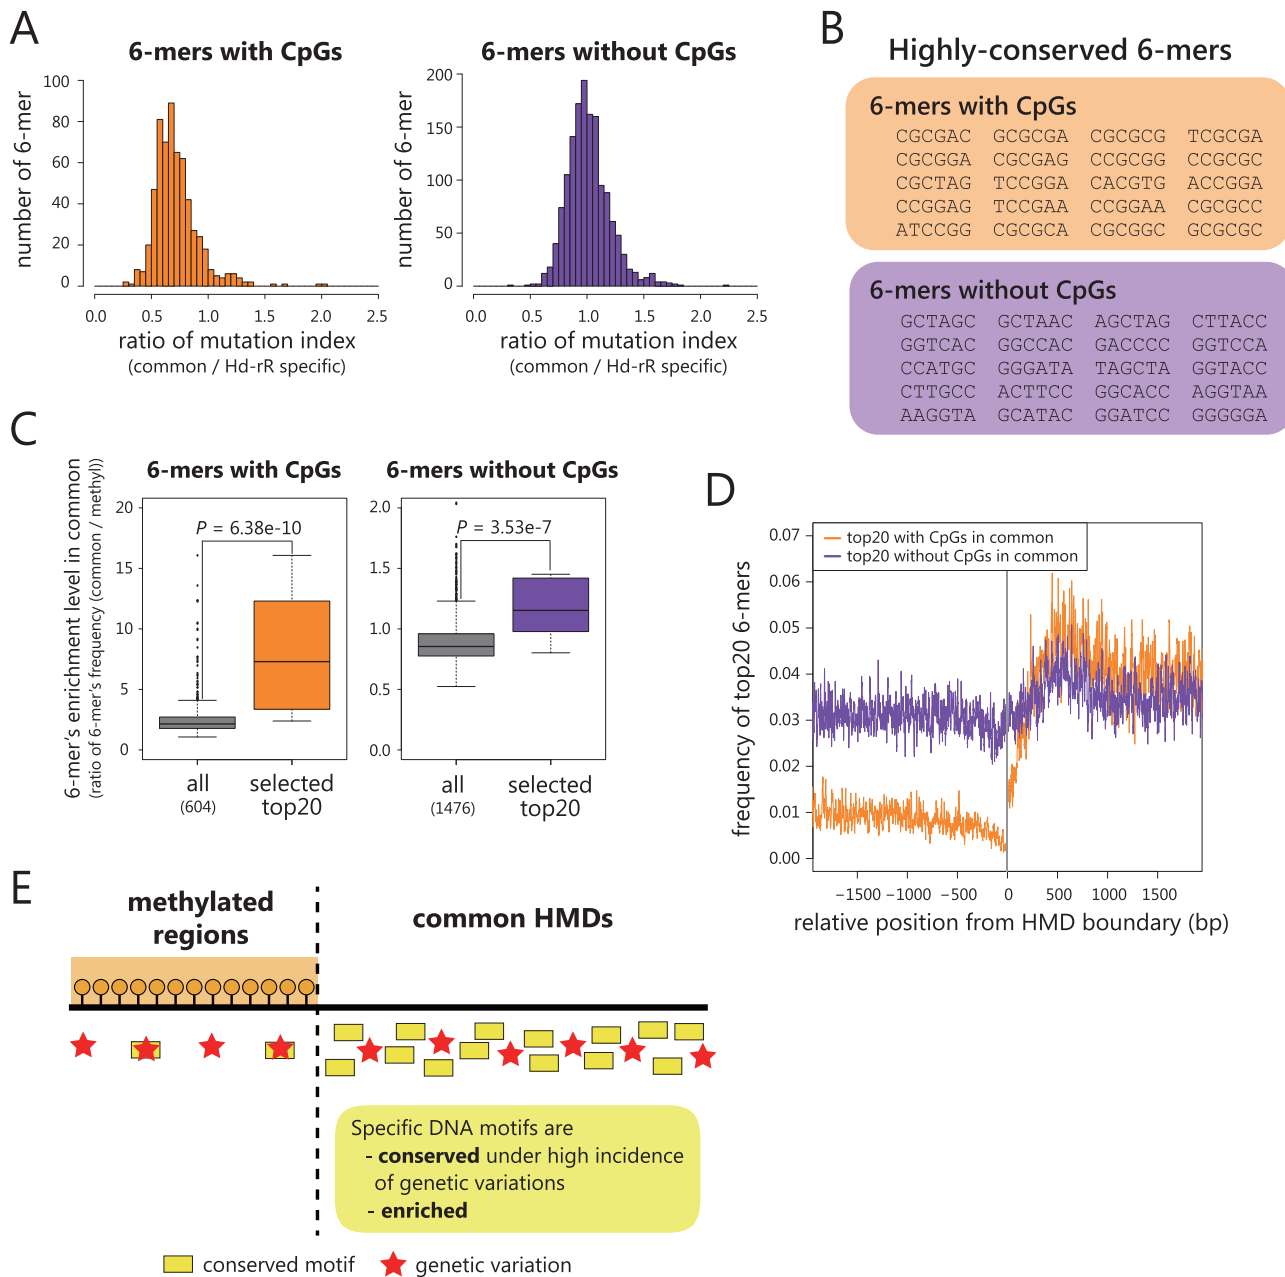 A
6-mers with CpGs
6-mers without CpGs
number of 6-mer
100
80
60
40
20
0
0.0 0.5 1.0 1.5 2.0 2.5
ratio of mutation index
(common / Hd-rR specific)
number of 6-mer
200
150
100
50
0
0.0 0.5 1.0 1.5 2.0 2.5
ratio of mutation index
(common / Hd-rR specific)
B
Highly-conserved 6-mers
6-mers with CpGs
CGCGAC GCGCGA CGCGCG TCGCGA
CGCGGA CGCGAG CCGCGG CCGCGC
CGCTAG TCCGGA CACGTG ACCGGA
CCGGAG TCCGAA CCGGAA CGCGCC
ATCCGG CGCGCA CGCGGC GCGCGC
6-mers without CpGs
GCTAGC GCTAAC AGCTAG CTTACC
GGTCAC GGCCAC GACCCC GGTCCA
CCATGC GGGATA TAGCTA GGTACC
CTTGCC ACTTCC GGCACC AGGTAA
AAGGTA GCATAC GGATCC GGGGGA
C
6-mer's enrichment level in common
(ratio of 6-mer's frequency (common / methyl))
6-mers with CpGs
20
15
10
5
0
P = 6.38e-10
all
(604)
selected
top20
6-mers without CpGs
2.0
1.5
1.0
0.5
0.0
P = 3.53e-7
all
(1476)
selected
top20
D
frequency of top20 6-mers
0.07
0.06
0.05
0.04
0.03
0.02
0.01
0.00
top20 with CpGs in common
top20 without CpGs in common
−1500 −1000 −500 0 500 1000 1500
relative position from HMD boundary (bp)
E
methylated
regions
common HMDs
Specific DNA motifs are
- conserved under high incidence
of genetic variations
- enriched
conserved motif
genetic variation